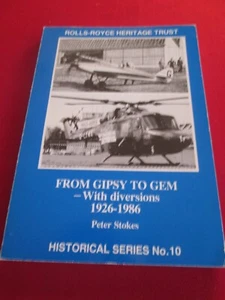 ROLLS-ROYCE HERITAGE TRUST
FROM GIPSY TO GEM
– With diversions
1926-1986
Peter Stokes
HISTORICAL SERIES No.10